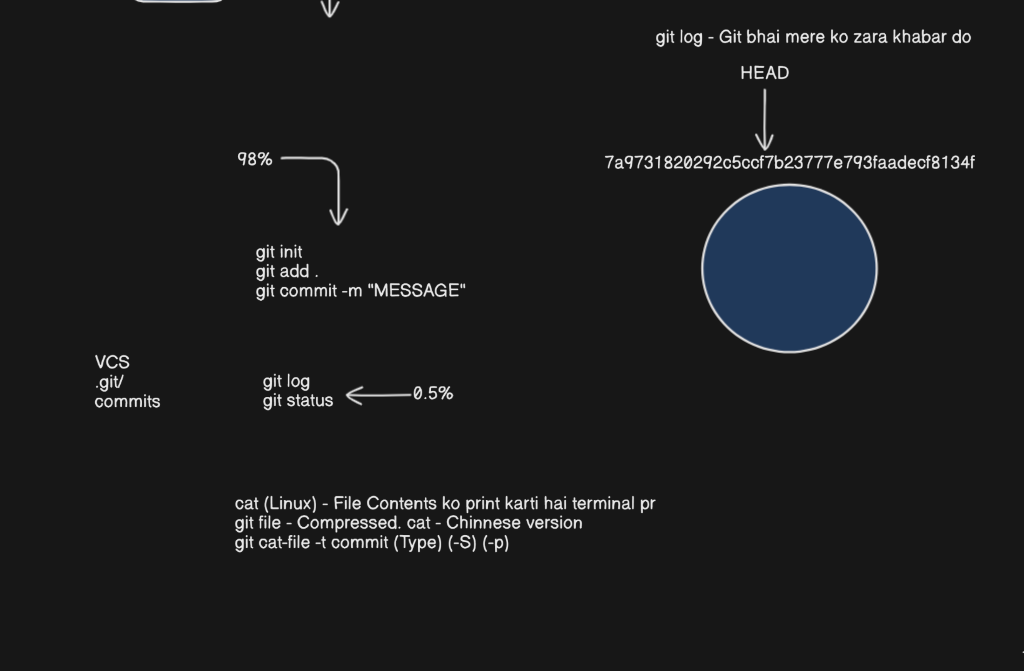 git log - Git bhai mere ko zara khabar do
HEAD
7a9731820292c5ccf7b23777e793faadecf8134f
98%
git init
git add .
git commit -m "MESSAGE"
VCS
.git/
commits
git log
git status
0.5%
cat (Linux) - File Contents ko print karti hai terminal pr
git file - Compressed. cat - Chinnese version
git cat-file -t commit (Type) (-S) (-p)